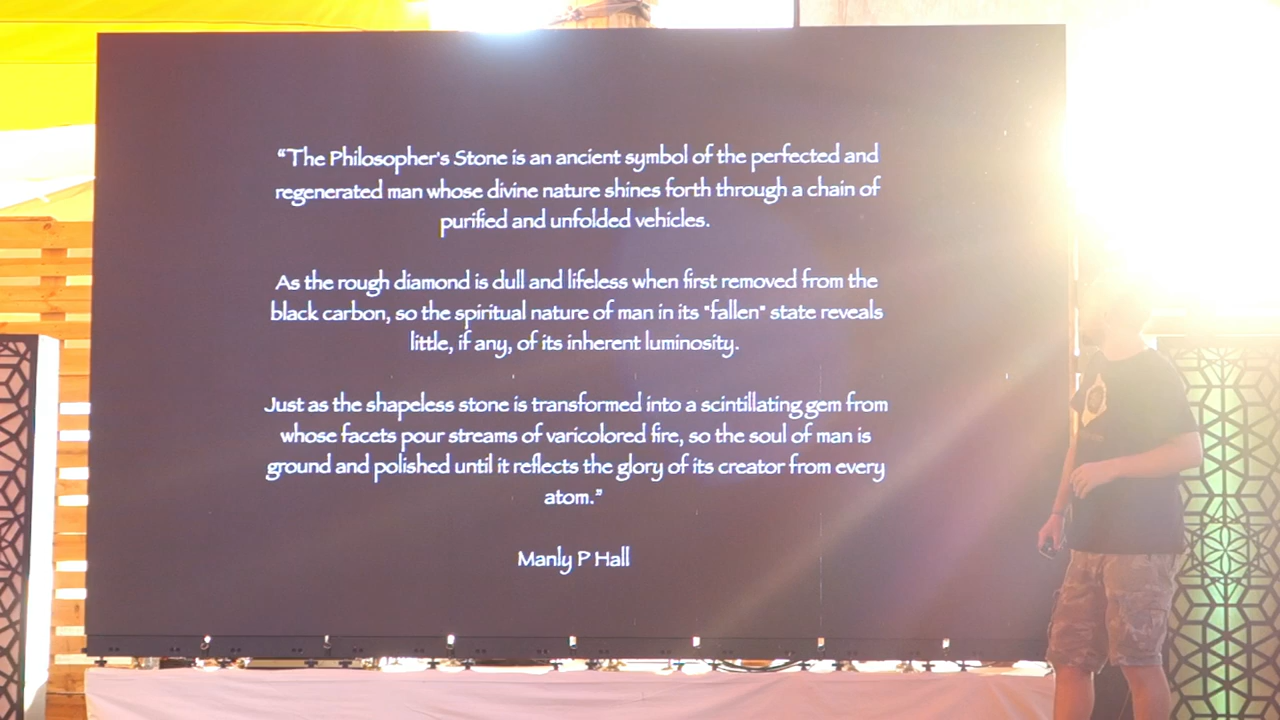 “The Philosopher's Stone is an ancient symbol of the perfected and
regenerated man whose divine nature shines forth through a chain of
purified and unfolded vehicles.
As the rough diamond is dull and lifeless when first removed from the
black carbon, so the spiritual nature of man in its "fallen" state reveals
little, if any, of its inherent luminosity.
Just as the shapeless stone is transformed into a scintillating gem from
whose facets pour streams of varicolored fire, so the soul of man is
ground and polished until it reflects the glory of its creator from every
atom.”
Manly P Hall